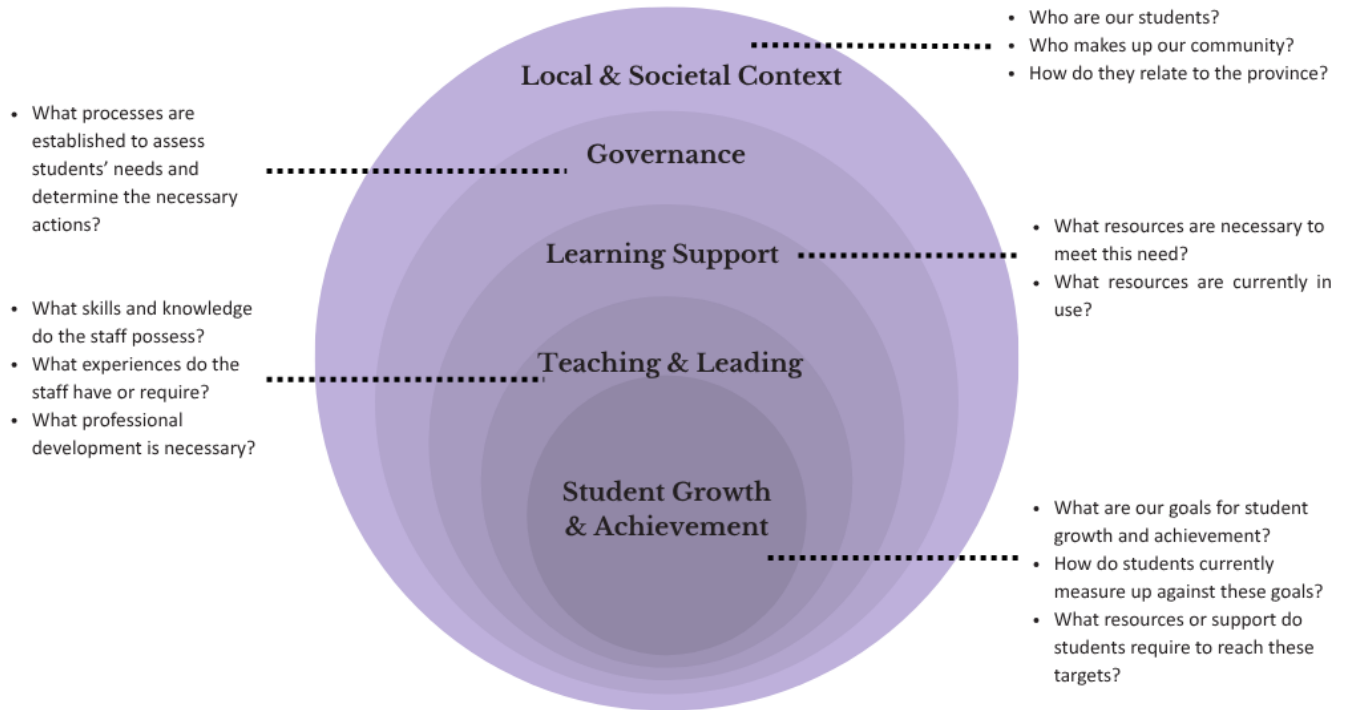 • Who are our students?
• Who makes up our community?
• How do they relate to the province?
Local & Societal Context
• What processes are
established to assess
students’ needs and
determine the necessary
actions?
Governance
Learning Support
• What resources are necessary to
meet this need?
• What resources are currently in
use?
• What skills and knowledge
do the staff possess?
• What experiences do the
staff have or require?
• What professional
development is necessary?
Teaching & Leading
Student Growth
& Achievement
• What are our goals for student
growth and achievement?
• How do students currently
measure up against these goals?
• What resources or support do
students require to reach these
targets?